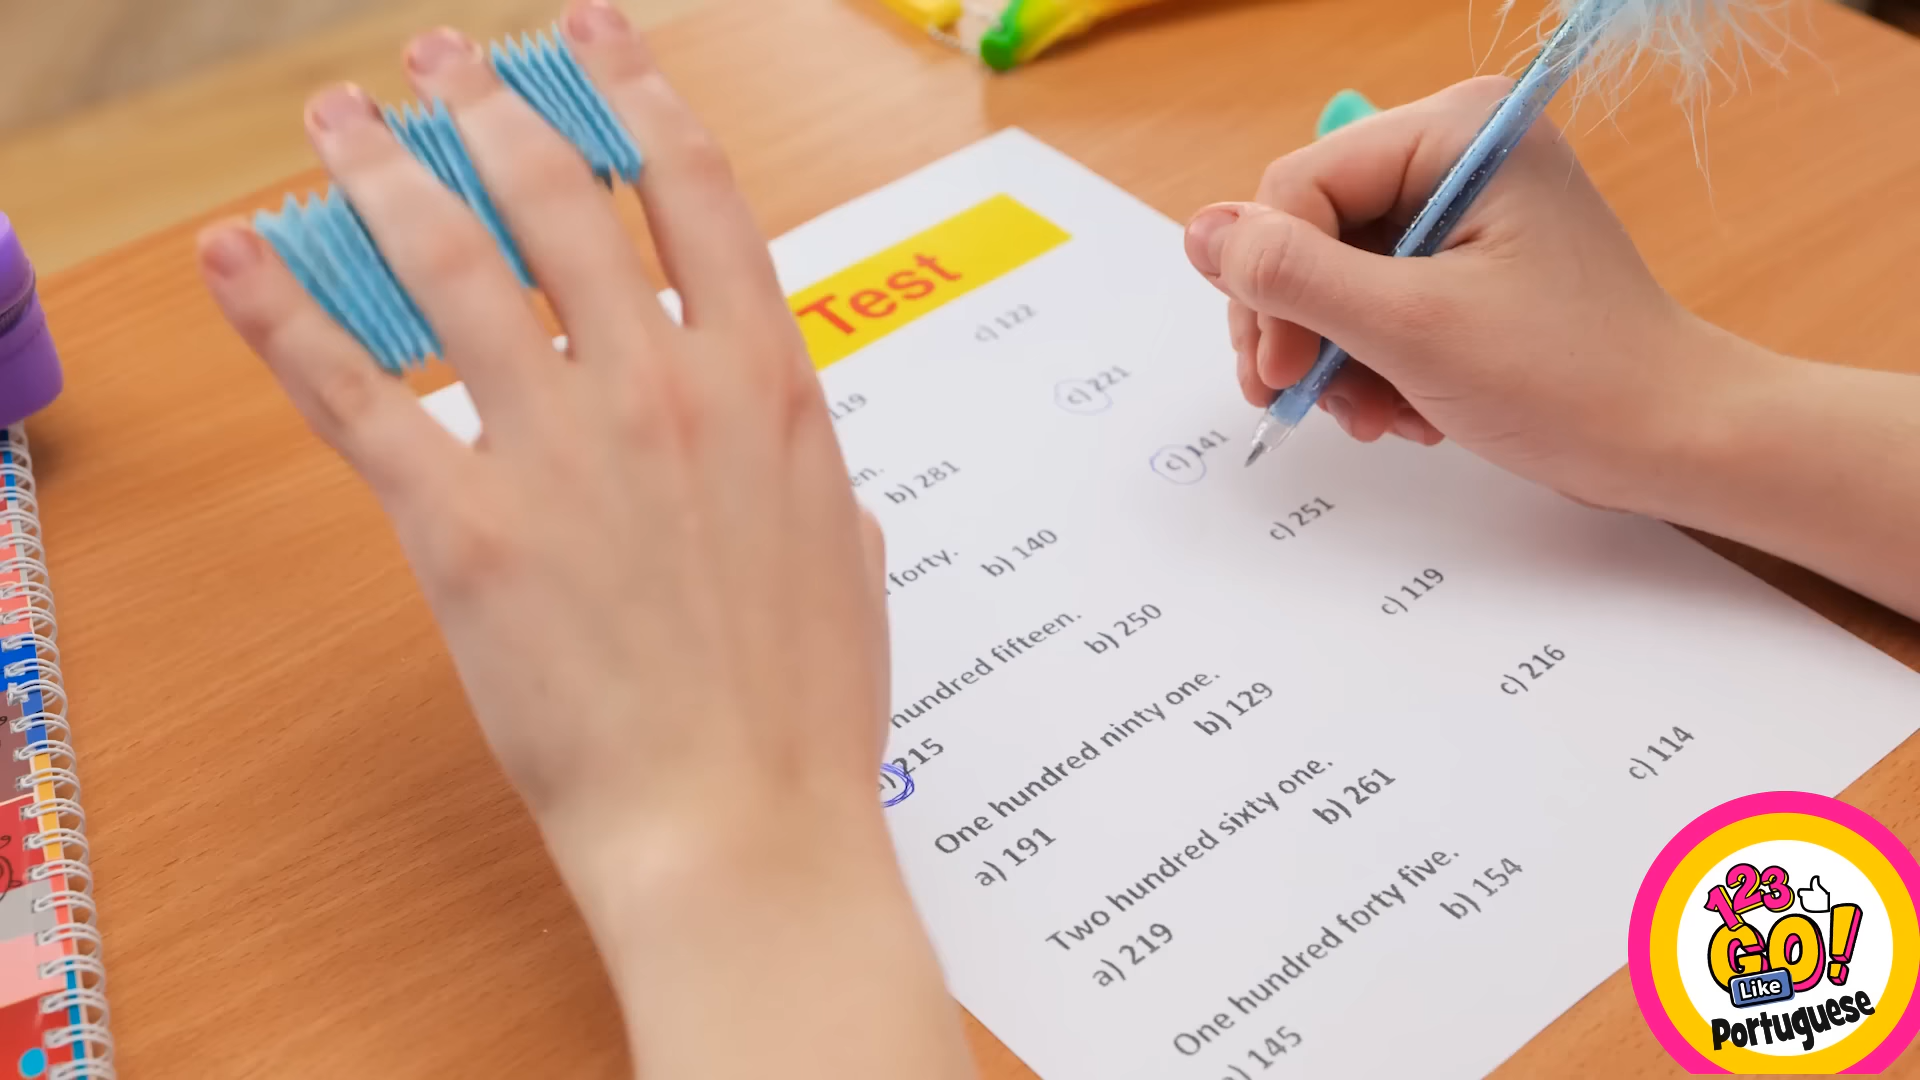 Test
c) 122
119 c) 221
en.
b) 281 c) 141
forty.
b) 140 c) 251
hundred fifteen.
215 b) 250 c) 119
One hundred ninty one.
a) 191 b) 129 c) 216
Two hundred sixty one.
a) 219 b) 261 c) 114
One hundred forty five.
145 b) 154
123
GO!
Like
Portuguese